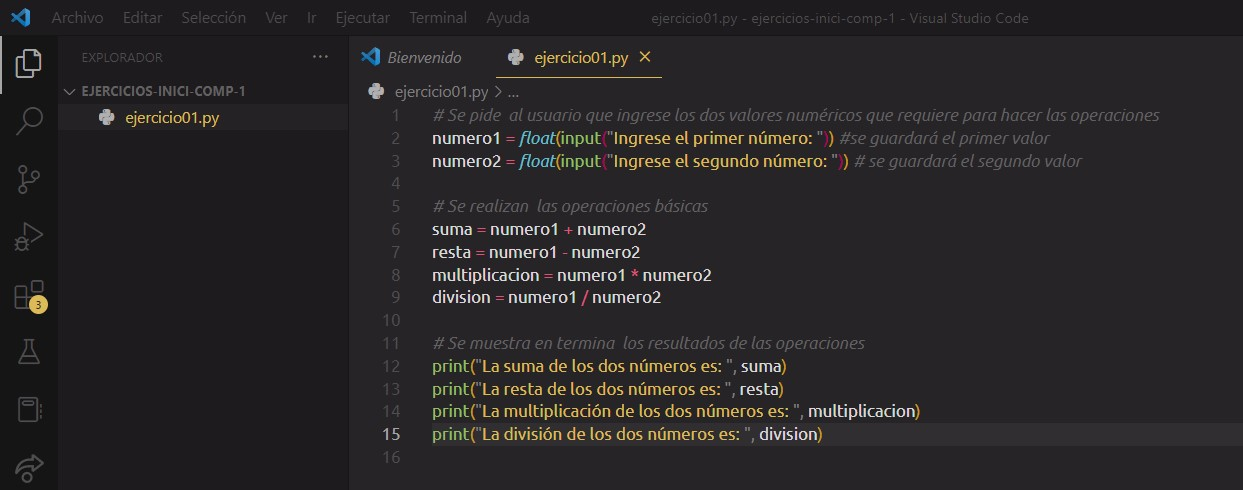 Archivo Editar Selección Ver Ir Ejecutar Terminal Ayuda ejercicio01.py - ejercicios-inici-comp-1 - Visual Studio Code
EXPLORADOR ...
EJERCICIOS-INICI-COMP-1
ejercicio01.py
3
Bienvenido ejercicio01.py
ejercicio01.py > ...
1 # Se pide  al usuario que ingrese los dos valores numéricos que requiere para hacer las operaciones
2 numero1 = float(input("Ingrese el primer número: ")) #se guardará el primer valor
3 numero2 = float(input("Ingrese el segundo número: ")) # se guardará el segundo valor
4
5 # Se realizan  las operaciones básicas
6 suma = numero1 + numero2
7 resta = numero1 - numero2
8 multiplicacion = numero1 * numero2
9 division = numero1 / numero2
10
11 # Se muestra en termina  los resultados de las operaciones
12 print("La suma de los dos números es: ", suma)
13 print("La resta de los dos números es: ", resta)
14 print("La multiplicación de los dos números es: ", multiplicacion)
15 print("La división de los dos números es: ", division)
16